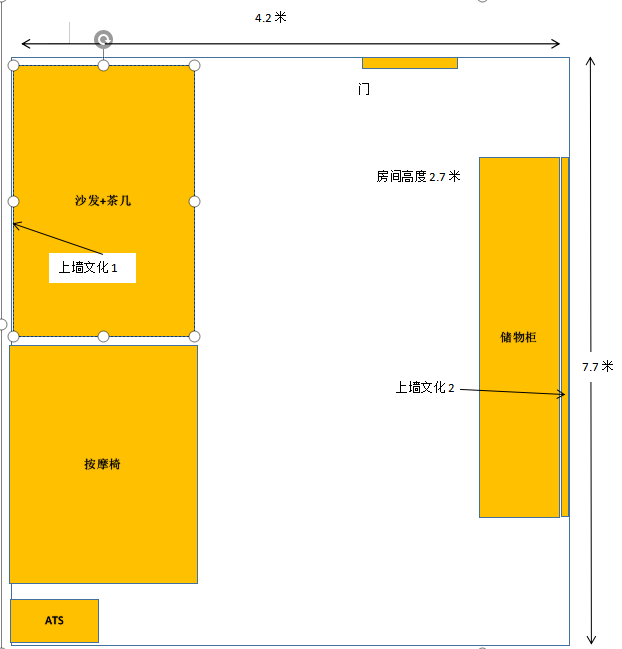 4.2 米
门
房间高度 2.7 米
沙发+茶几
上墙文化 1
储物柜
7.7 米
上墙文化 2
按摩椅
ATS